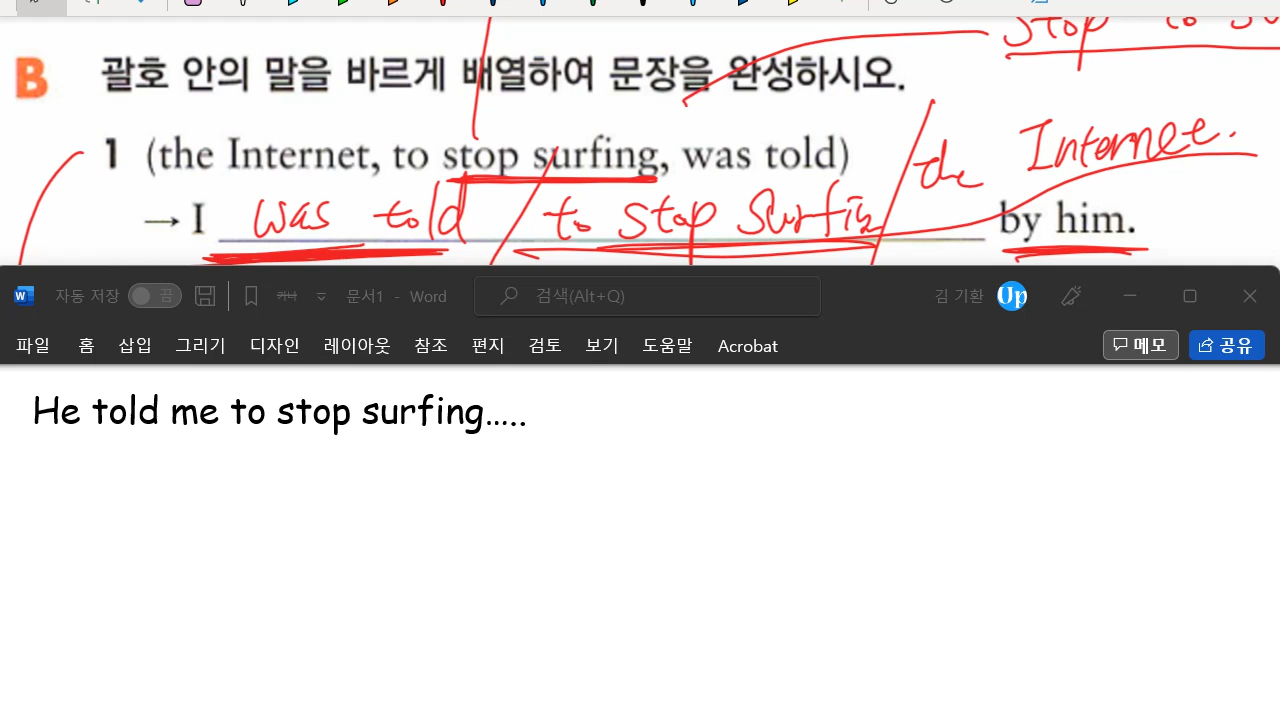 stop to su
B 괄호 안의 말을 바르게 배열하여 문장을 완성하시오.
1 (the Internet, to stop surfing, was told)
→ I was told / to stop surfin / the Internet. by him.
자동 저장 끔 문서1 - Word 검색(Alt+Q) 김 기환 Up
파일 홈 삽입 그리기 디자인 레이아웃 참조 편지 검토 보기 도움말 Acrobat 메모 공유
He told me to stop surfing.....